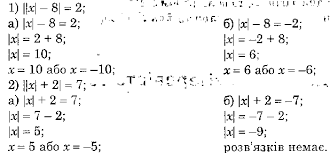 1) ||x| − 8| = 2;
а) |x| − 8 = 2;
|x| = 2 + 8;
|x| = 10;
x = 10 або x = −10;
б) |x| − 8 = −2;
|x| = −2 + 8;
|x| = 6;
x = 6 або x = −6;
2) ||x| + 2| = 7;
а) |x| + 2 = 7;
|x| = 7 − 2;
|x| = 5;
x = 5 або x = −5;
б) |x| + 2 = −7;
|x| = −7 − 2;
|x| = −9;
розв'язків немає.